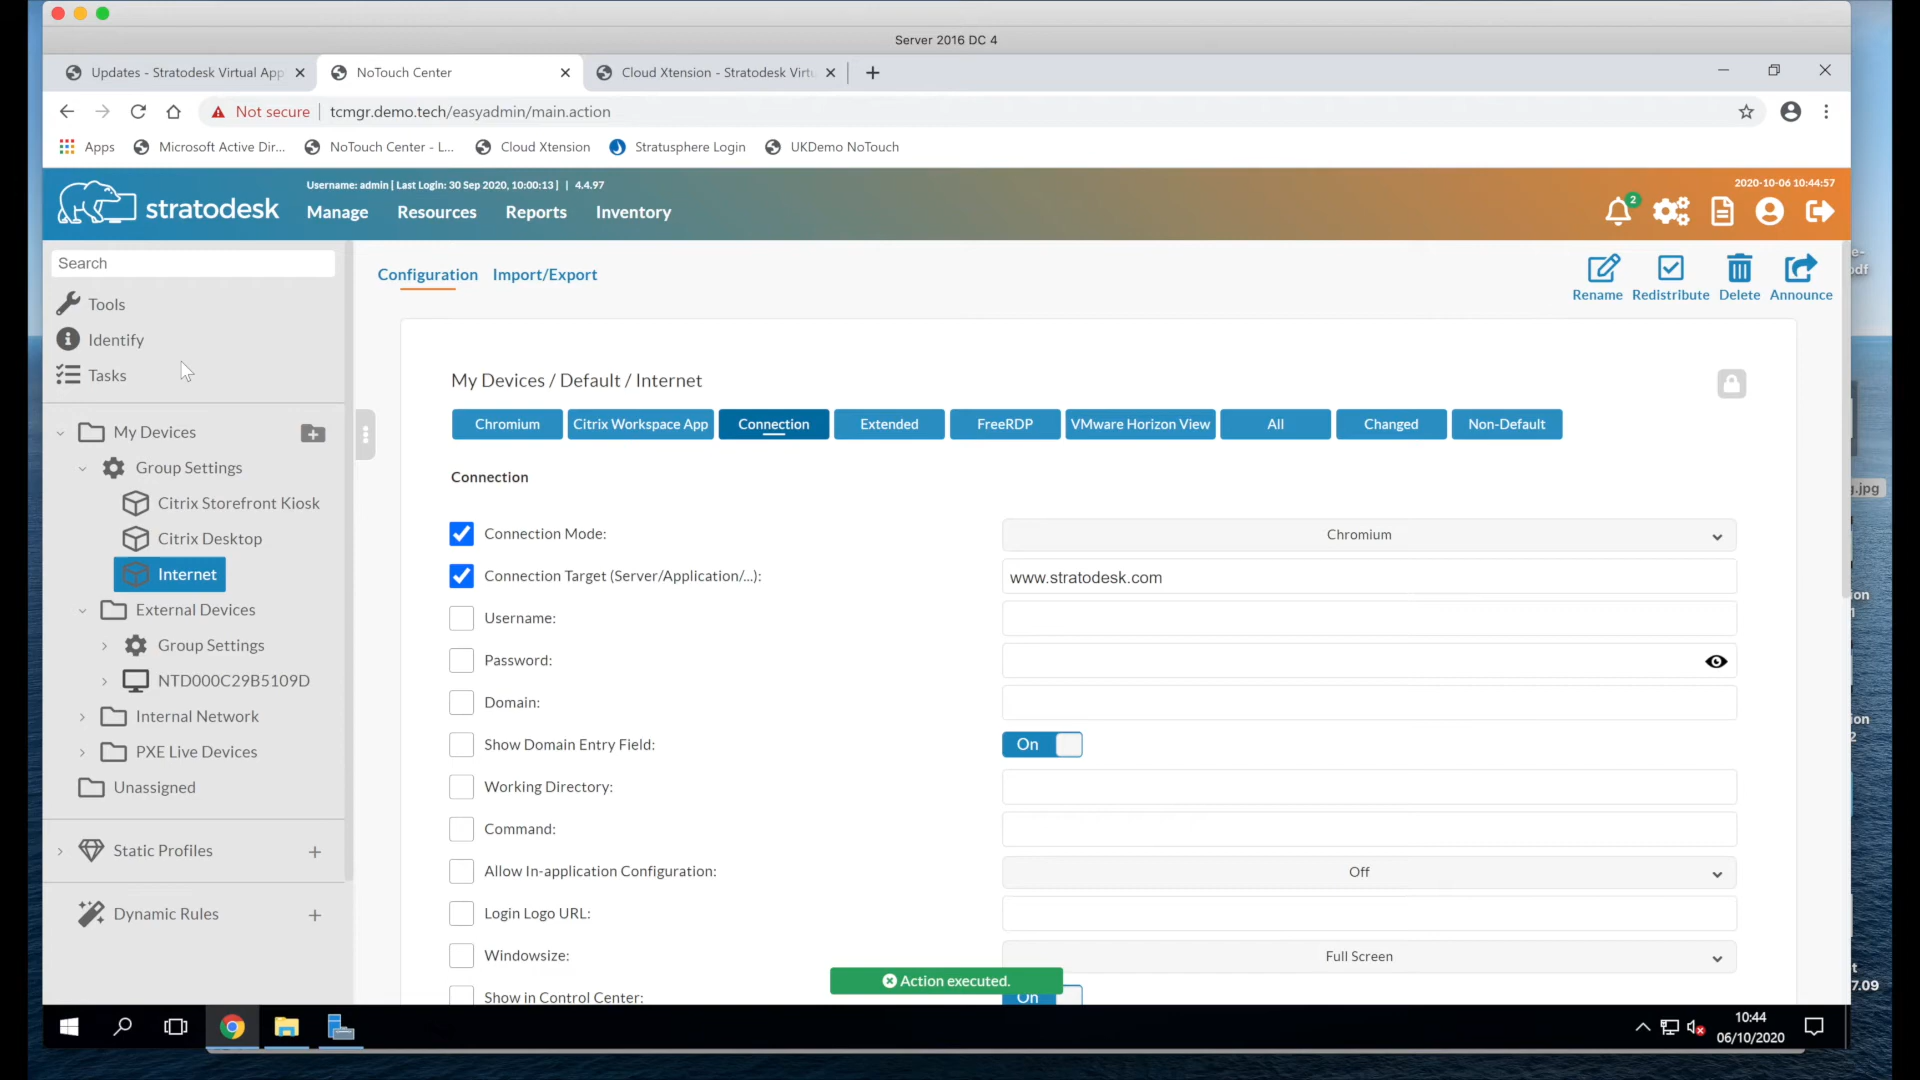 Server 2016 DC 4
Updates - Stratodesk Virtual App
NoTouch Center
Cloud Xtension - Stratodesk Virtu
Not secure
tcmgr.demo.tech/easyadmin/main.action
Apps
Microsoft Active Dir...
NoTouch Center - L...
Cloud Xtension
Stratusphere Login
UKDemo NoTouch
stratodesk
Username: admin [ Last Login: 30 Sep 2020, 10:00:13 ] | 4.4.97
Manage
Resources
Reports
Inventory
2020-10-06 10:44:57
2
Search
Tools
Identify
Tasks
My Devices
Group Settings
Citrix Storefront Kiosk
Citrix Desktop
Internet
External Devices
Group Settings
NTD000C29B5109D
Internal Network
PXE Live Devices
Unassigned
Static Profiles
Dynamic Rules
Configuration
Import/Export
Rename
Redistribute
Delete
Announce
My Devices / Default / Internet
Chromium
Citrix Workspace App
Connection
Extended
FreeRDP
VMware Horizon View
All
Changed
Non-Default
Connection
Connection Mode:
Chromium
Connection Target (Server/Application/...):
www.stratodesk.com
Username:
Password:
Domain:
Show Domain Entry Field:
On
Working Directory:
Command:
Allow In-application Configuration:
Off
Login Logo URL:
Windowsize:
Full Screen
Show in Control Center:
On
Action executed.
10:44
06/10/2020
g.jpg
7.09